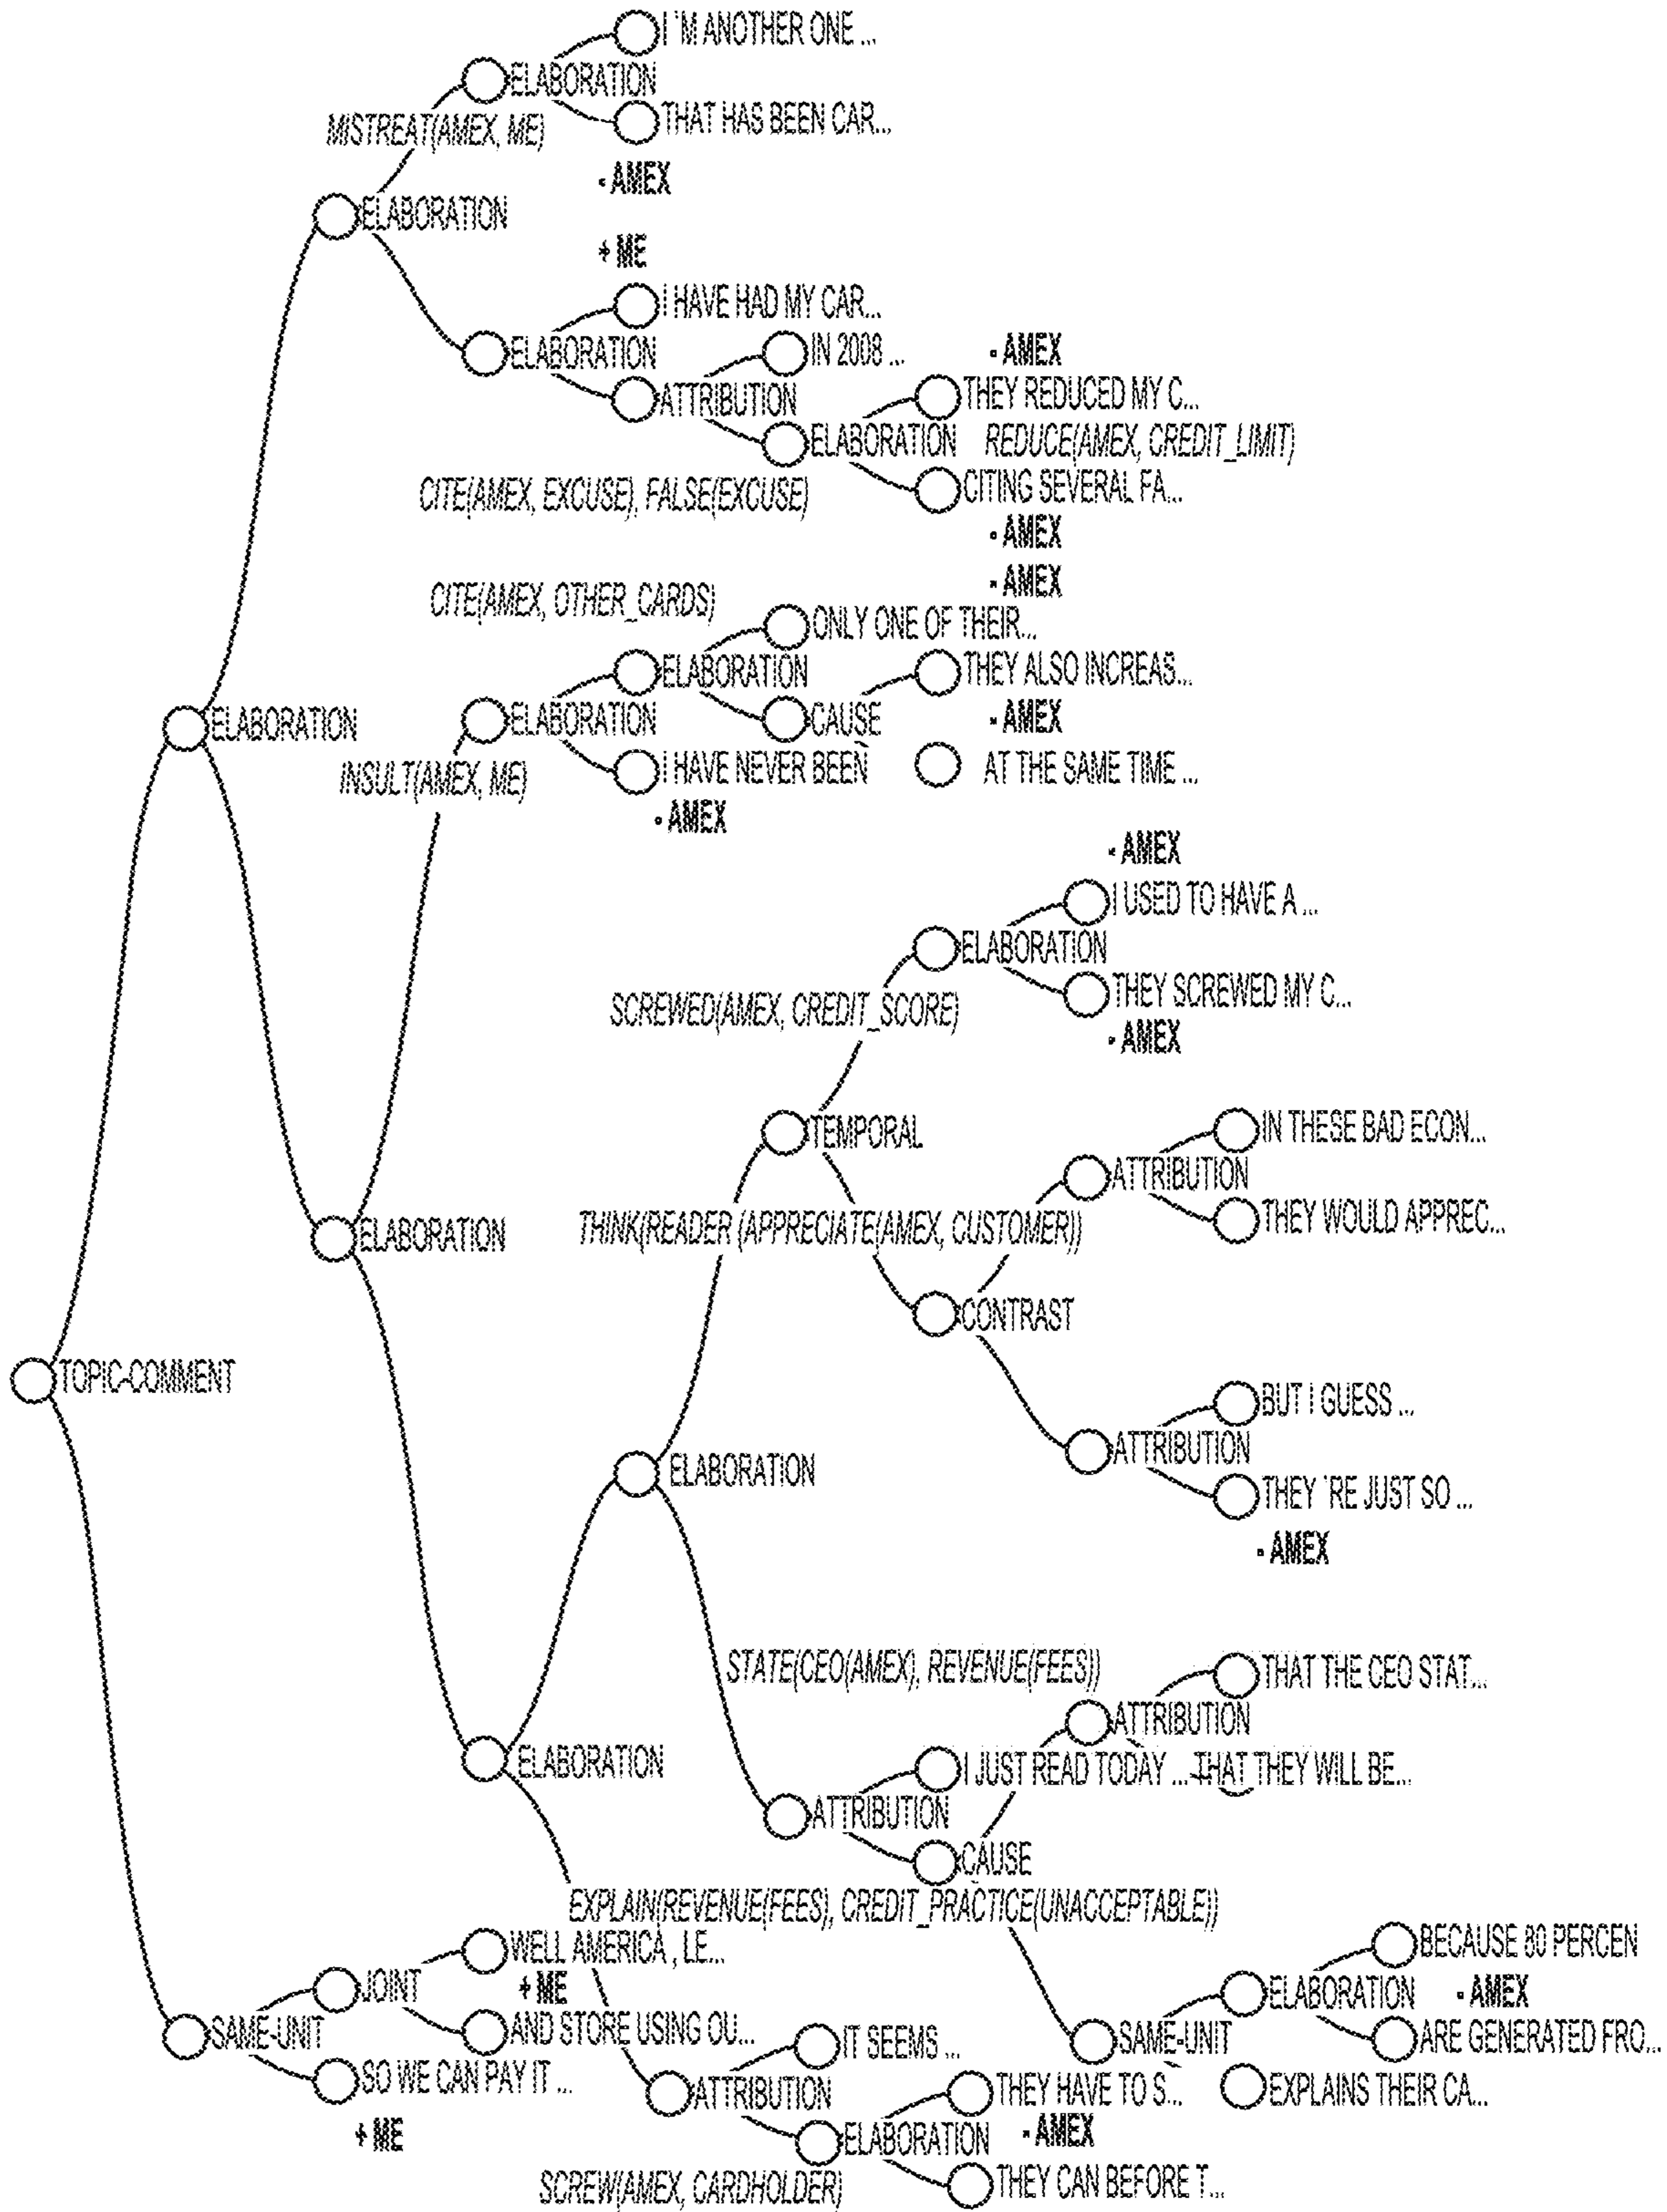 I `M ANOTHER ONE ...
ELABORATION
THAT HAS BEEN CAR...
MISTREAT(AMEX, ME)
- AMEX
ELABORATION
+ ME
I HAVE HAD MY CAR...
ELABORATION
IN 2008 ...
- AMEX
ATTRIBUTION
THEY REDUCED MY C...
ELABORATION
REDUCE(AMEX, CREDIT_LIMIT)
CITE(AMEX, EXCUSE), FALSE(EXCUSE)
CITING SEVERAL FA...
- AMEX
- AMEX
CITE(AMEX, OTHER_CARDS)
ONLY ONE OF THEIR...
ELABORATION
THEY ALSO INCREAS...
ELABORATION
ELABORATION
CAUSE
- AMEX
INSULT(AMEX, ME)
I HAVE NEVER BEEN
AT THE SAME TIME ...
- AMEX
- AMEX
I USED TO HAVE A ...
ELABORATION
THEY SCREWED MY C...
SCREWED(AMEX, CREDIT_SCORE)
- AMEX
TEMPORAL
IN THESE BAD ECON...
ATTRIBUTION
THEY WOULD APPREC...
THINK(READER (APPRECIATE(AMEX, CUSTOMER))
ELABORATION
CONTRAST
TOPIC-COMMENT
BUT I GUESS ...
ATTRIBUTION
ELABORATION
THEY `RE JUST SO ...
- AMEX
STATE(CEO(AMEX), REVENUE(FEES))
THAT THE CEO STAT...
ATTRIBUTION
ELABORATION
I JUST READ TODAY ...
THAT THEY WILL BE...
ATTRIBUTION
CAUSE
EXPLAIN(REVENUE(FEES), CREDIT_PRACTICE(UNACCEPTABLE))
WELL AMERICA , LE...
BECAUSE 80 PERCEN
JOINT
+ ME
ELABORATION
- AMEX
SAME-UNIT
AND STORE USING OU...
IT SEEMS ...
SAME-UNIT
ARE GENERATED FRO...
SO WE CAN PAY IT ...
ATTRIBUTION
THEY HAVE TO S...
EXPLAINS THEIR CA...
+ ME
ELABORATION
- AMEX
SCREW(AMEX, CARDHOLDER)
THEY CAN BEFORE T...